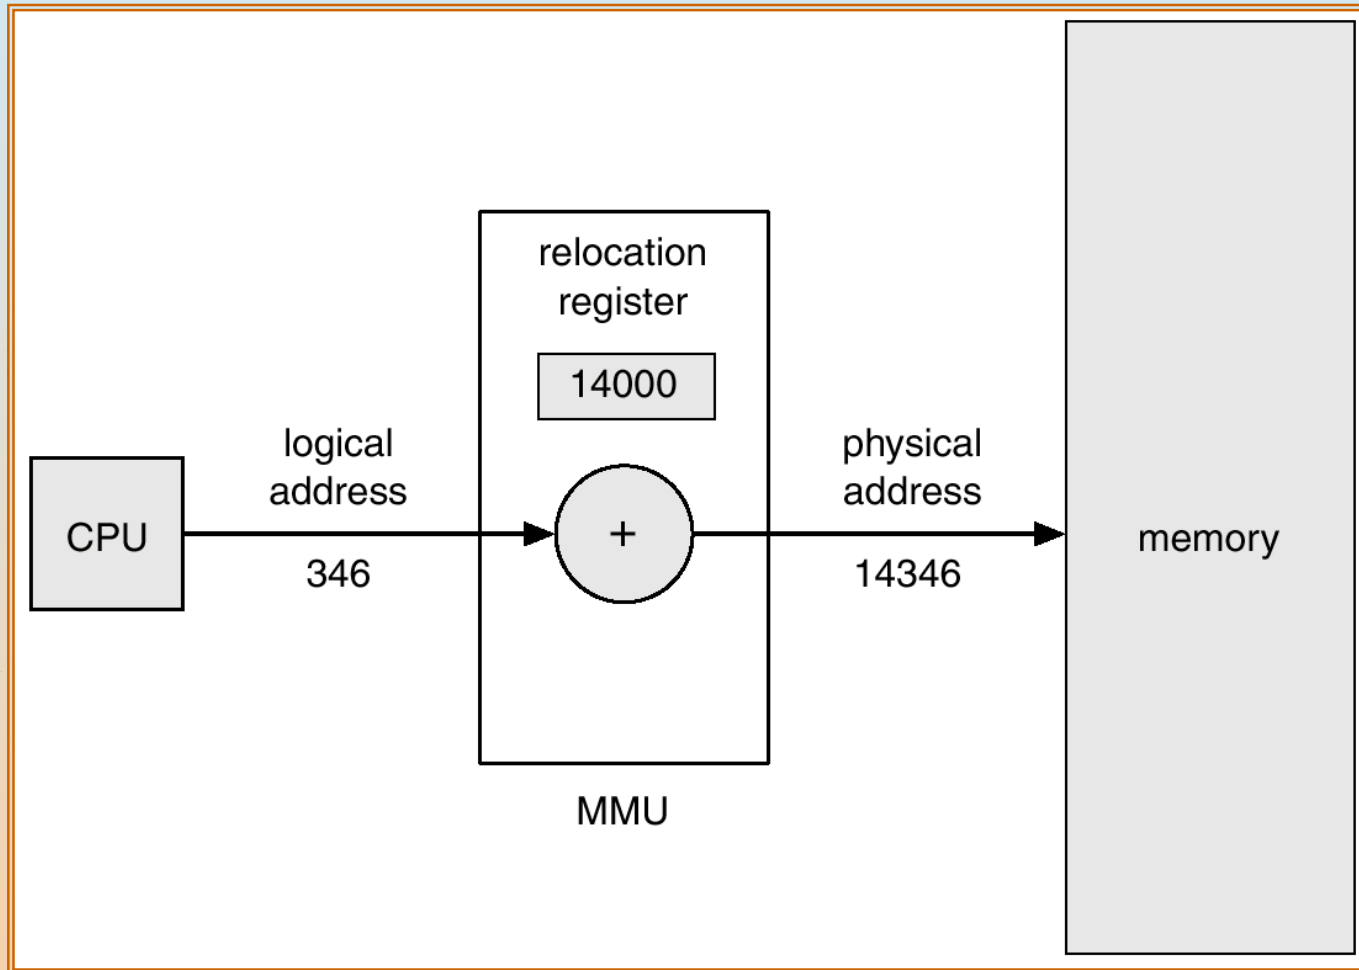 relocation
register
14000
logical
address
physical
address
CPU
+
memory
346
14346
MMU